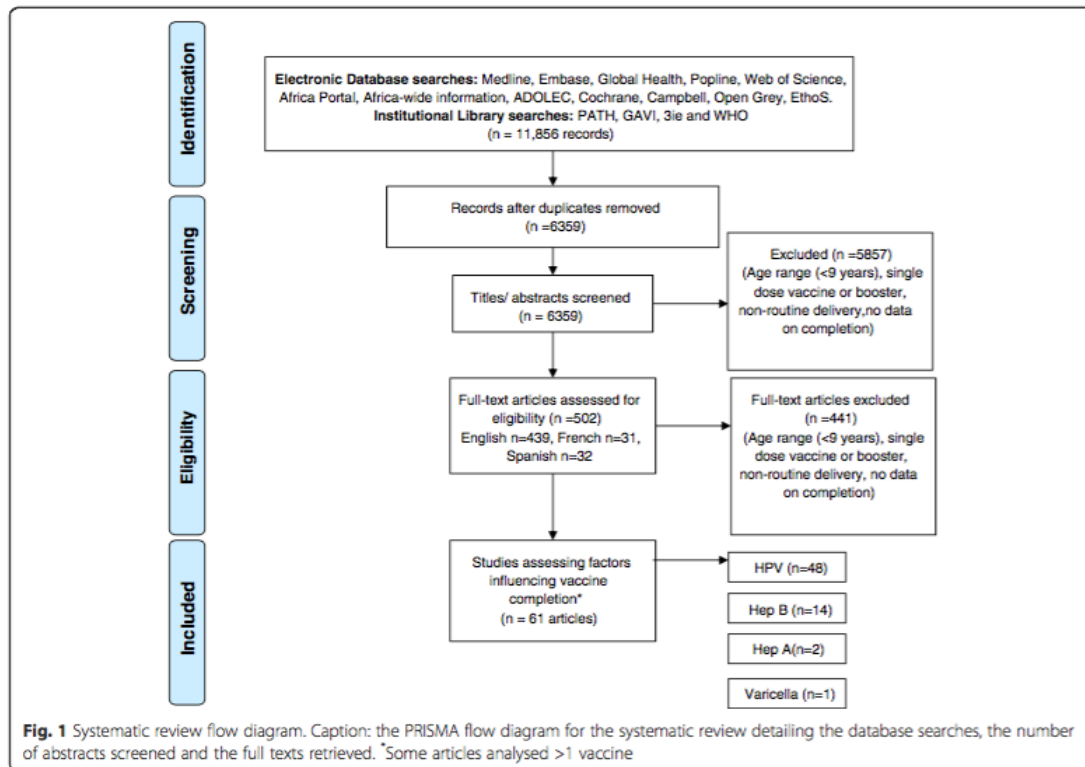 Identification
Electronic Database searches: Medline, Embase, Global Health, Popline, Web of Science,
Africa Portal, Africa-wide information, ADOLEC, Cochrane, Campbell, Open Grey, EthoS.
Institutional Library searches: PATH, GAVI, 3ie and WHO
(n = 11,856 records)
Screening
Records after duplicates removed
(n =6359)
Titles/ abstracts screened
(n = 6359)
Excluded (n =5857)
(Age range (<9 years), single
dose vaccine or booster,
non-routine delivery,no data
on completion)
Eligibility
Full-text articles assessed for
eligibility (n =502)
English n=439, French n=31,
Spanish n=32
Full-text articles excluded
(n =441)
(Age range (<9 years), single
dose vaccine or booster,
non-routine delivery, no data
on completion)
Included
Studies assessing factors
influencing vaccine
completion*
(n = 61 articles)
HPV (n=48)
Hep B (n=14)
Hep A(n=2)
Varicella (n=1)
Fig. 1 Systematic review flow diagram. Caption: the PRISMA flow diagram for the systematic review detailing the database searches, the number
of abstracts screened and the full texts retrieved. *Some articles analysed >1 vaccine